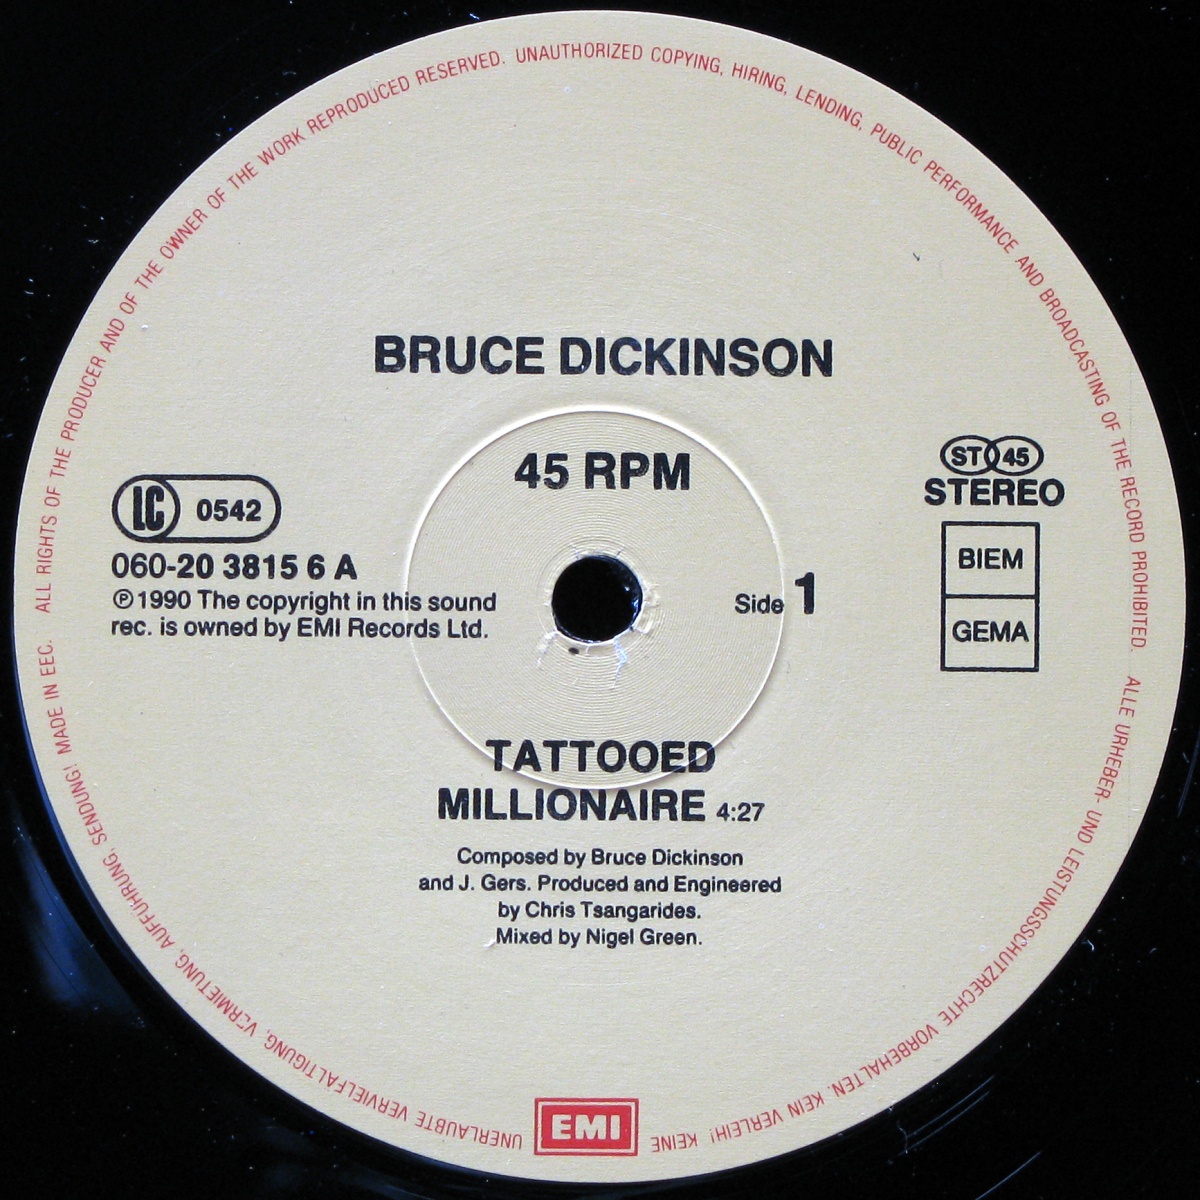 BRUCE DICKINSON
45 RPM
LC 0542
060-20 3815 6 A
℗ 1990 The copyright in this sound
rec. is owned by EMI Records Ltd.
Side 1
ST 45
STEREO
BIEM
GEMA
TATTOOED
MILLIONAIRE 4:27
Composed by Bruce Dickinson
and J. Gers. Produced and Engineered
by Chris Tsangarides.
Mixed by Nigel Green.
EMI
ALL RIGHTS OF THE PRODUCER AND OF THE OWNER OF THE WORK REPRODUCED RESERVED. UNAUTHORIZED COPYING, HIRING, LENDING, PUBLIC PERFORMANCE AND BROADCASTING OF THE RECORD PROHIBITED. ALLE URHEBER- UND LEISTUNGSSCHUTZRECHTE VORBEHALTEN. KEIN VERLEIH! KEINE UNERLAUBTE VERVIELFÄLTIGUNG, VERMIETUNG, AUFFÜHRUNG, SENDUNG! MADE IN EEC.